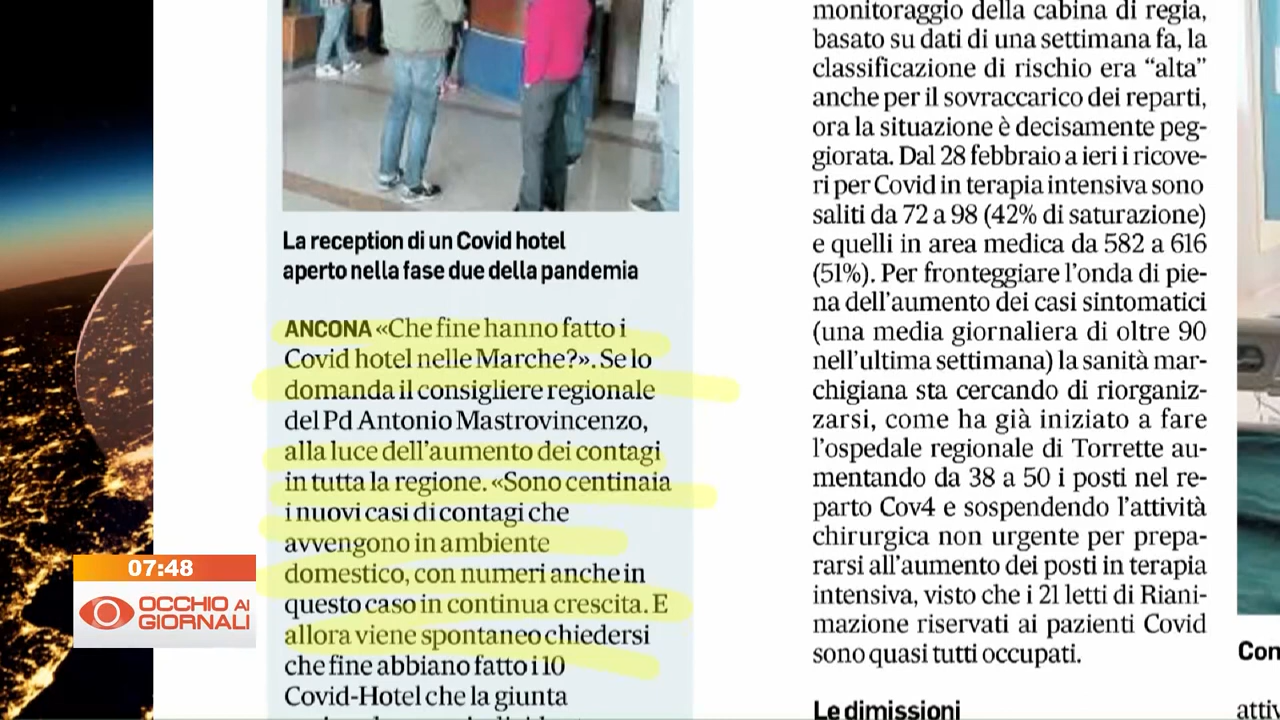 La reception di un Covid hotel
aperto nella fase due della pandemia
ANCONA «Che fine hanno fatto i
Covid hotel nelle Marche?». Se lo
domanda il consigliere regionale
del Pd Antonio Mastrovincenzo,
alla luce dell'aumento dei contagi
in tutta la regione. «Sono centinaia
i nuovi casi di contagi che
avvengono in ambiente
domestico, con numeri anche in
questo caso in continua crescita. E
allora viene spontaneo chiedersi
che fine abbiano fatto i 10
Covid-Hotel che la giunta
monitoraggio della cabina di regia,
basato su dati di una settimana fa, la
classificazione di rischio era “alta”
anche per il sovraccarico dei reparti,
ora la situazione è decisamente peg-
giorata. Dal 28 febbraio a ieri i ricove-
ri per Covid in terapia intensiva sono
saliti da 72 a 98 (42% di saturazione)
e quelli in area medica da 582 a 616
(51%). Per fronteggiare l'onda di pie-
na dell'aumento dei casi sintomatici
(una media giornaliera di oltre 90
nell'ultima settimana) la sanità mar-
chigiana sta cercando di riorganiz-
zarsi, come ha già iniziato a fare
l'ospedale regionale di Torrette au-
mentando da 38 a 50 i posti nel re-
parto Cov4 e sospendendo l'attività
chirurgica non urgente per prepa-
rarsi all'aumento dei posti in terapia
intensiva, visto che i 21 letti di Riani-
mazione riservati ai pazienti Covid
sono quasi tutti occupati.
Le dimissioni
Con
attiv
07:48
OCCHIO AI
GIORNALI